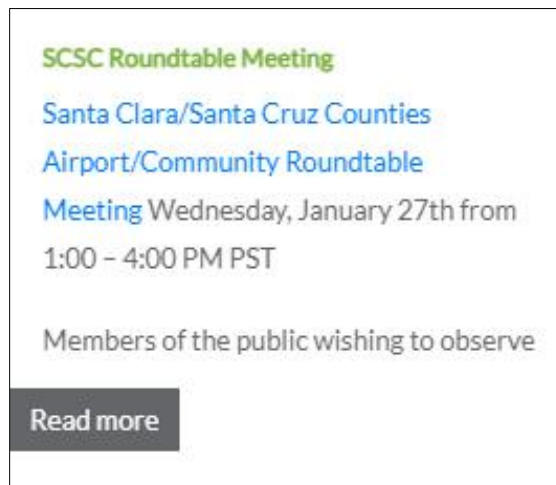 SCSC Roundtable Meeting
Santa Clara/Santa Cruz Counties
Airport/Community Roundtable
Meeting Wednesday, January 27th from
1:00 – 4:00 PM PST
Members of the public wishing to observe
Read more